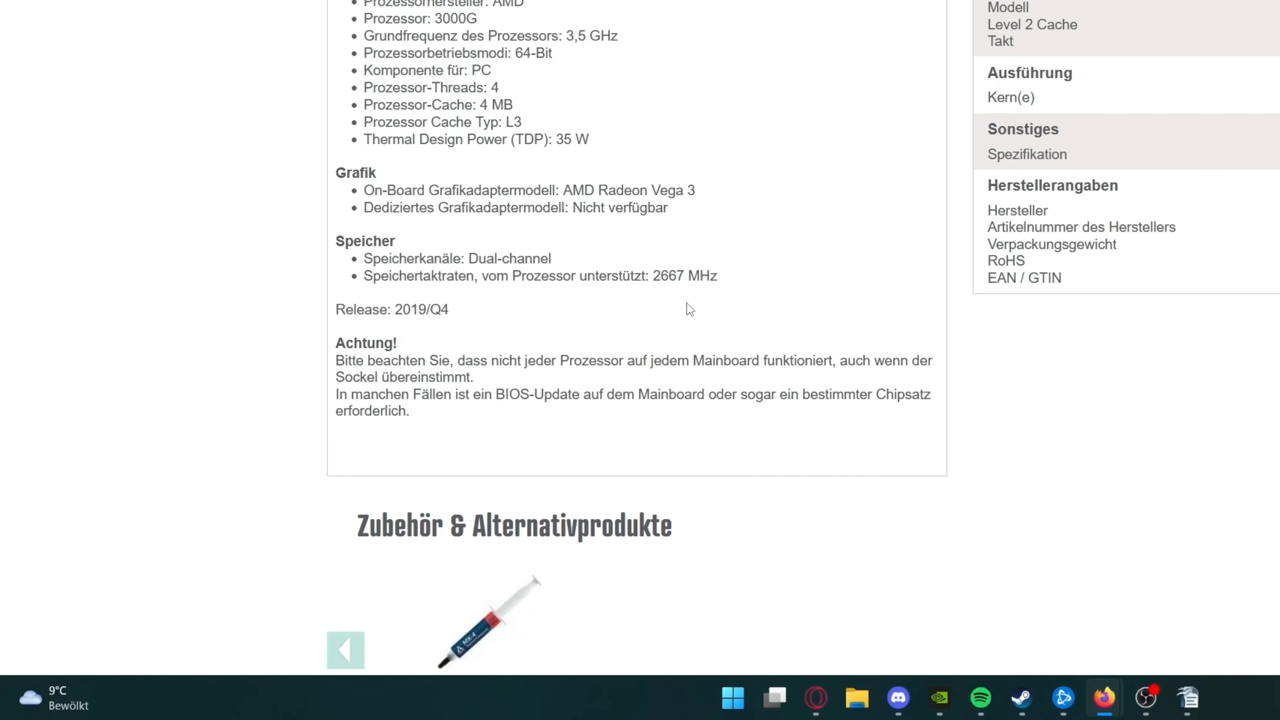 Prozessorhersteller: AMD
Prozessor: 3000G
Grundfrequenz des Prozessors: 3,5 GHz
Prozessorbetriebsmodi: 64-Bit
Komponente für: PC
Prozessor-Threads: 4
Prozessor-Cache: 4 MB
Prozessor Cache Typ: L3
Thermal Design Power (TDP): 35 W
Grafik
On-Board Grafikadaptermodell: AMD Radeon Vega 3
Dediziertes Grafikadaptermodell: Nicht verfügbar
Speicher
Speicherkanäle: Dual-channel
Speichertaktraten, vom Prozessor unterstützt: 2667 MHz
Release: 2019/Q4
Achtung!
Bitte beachten Sie, dass nicht jeder Prozessor auf jedem Mainboard funktioniert, auch wenn der
Sockel übereinstimmt.
In manchen Fällen ist ein BIOS-Update auf dem Mainboard oder sogar ein bestimmter Chipsatz
erforderlich.
Modell
Level 2 Cache
Takt
Ausführung
Kern(e)
Sonstiges
Spezifikation
Herstellerangaben
Hersteller
Artikelnummer des Herstellers
Verpackungsgewicht
RoHS
EAN / GTIN
Zubehör & Alternativprodukte
MX-4
9°C
Bewölkt